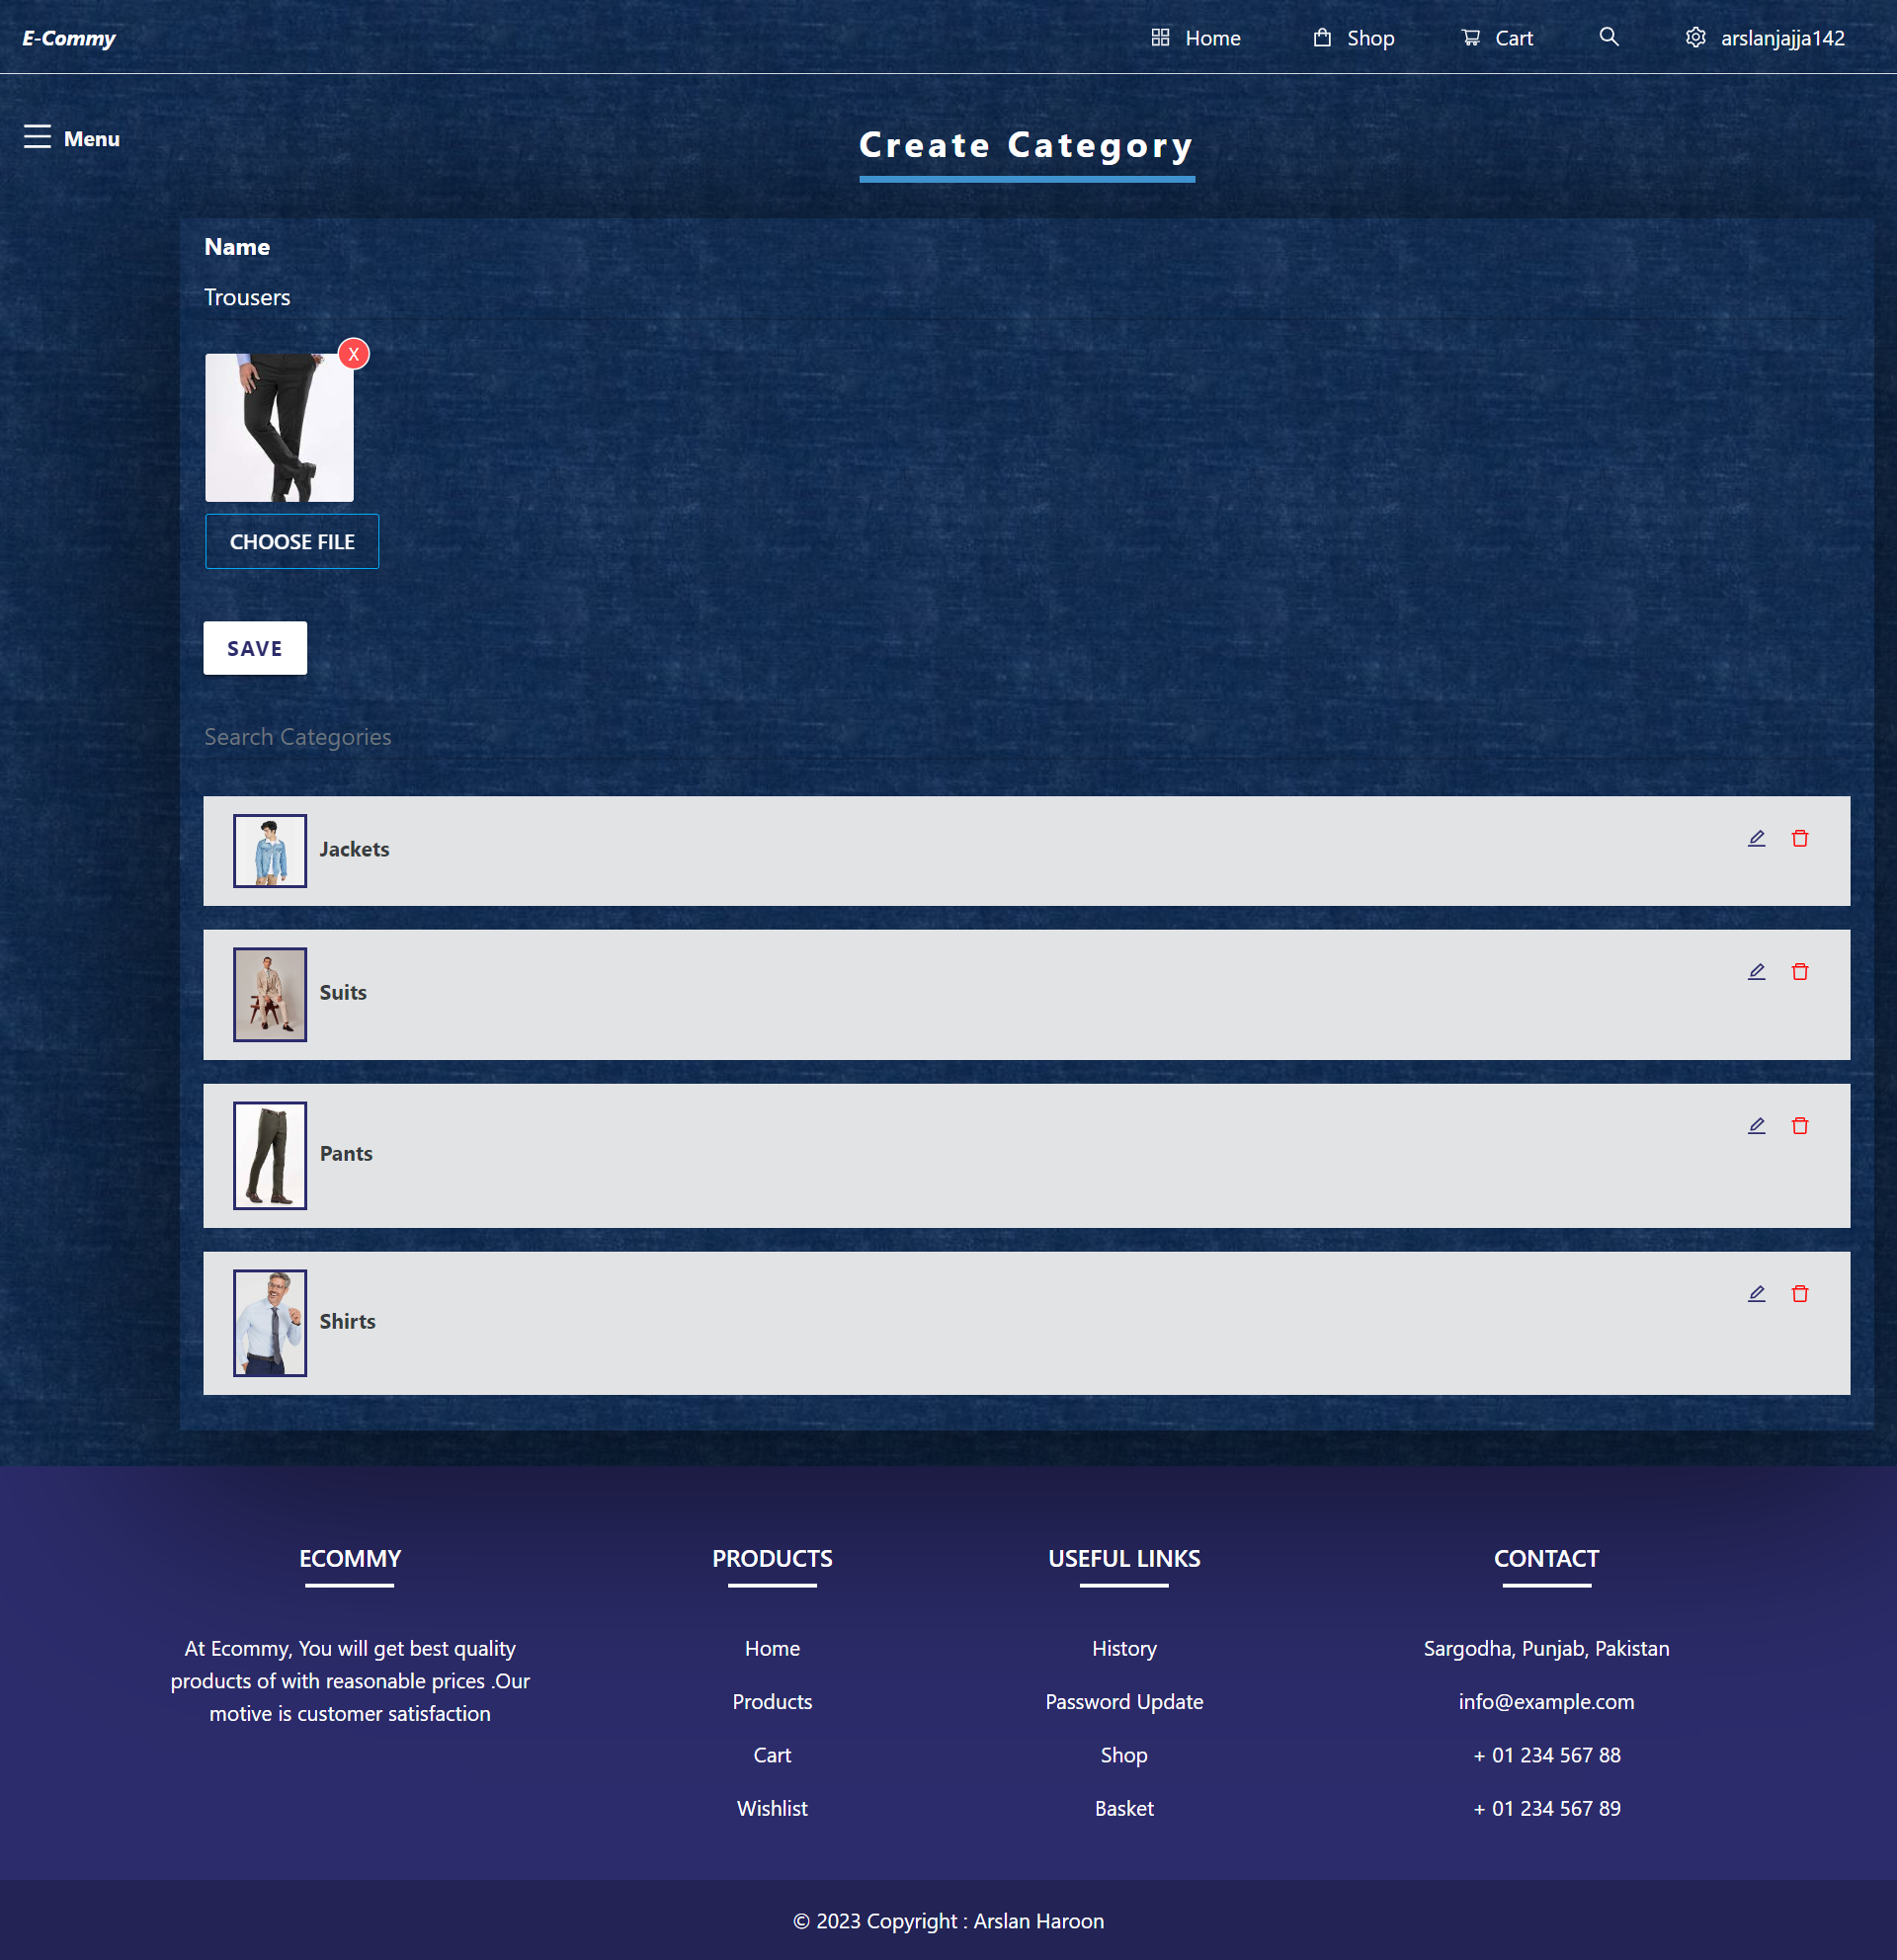 E-Commy
Home
Shop
Cart
arslanjajja142
Menu
Create Category
Name
Trousers
X
CHOOSE FILE
SAVE
Search Categories
Jackets
Suits
Pants
Shirts
ECOMMY
At Ecommy, You will get best quality
products of with reasonable prices .Our
motive is customer satisfaction
PRODUCTS
Home
Products
Cart
Wishlist
USEFUL LINKS
History
Password Update
Shop
Basket
CONTACT
Sargodha, Punjab, Pakistan
info@example.com
+ 01 234 567 88
+ 01 234 567 89
© 2023 Copyright : Arslan Haroon